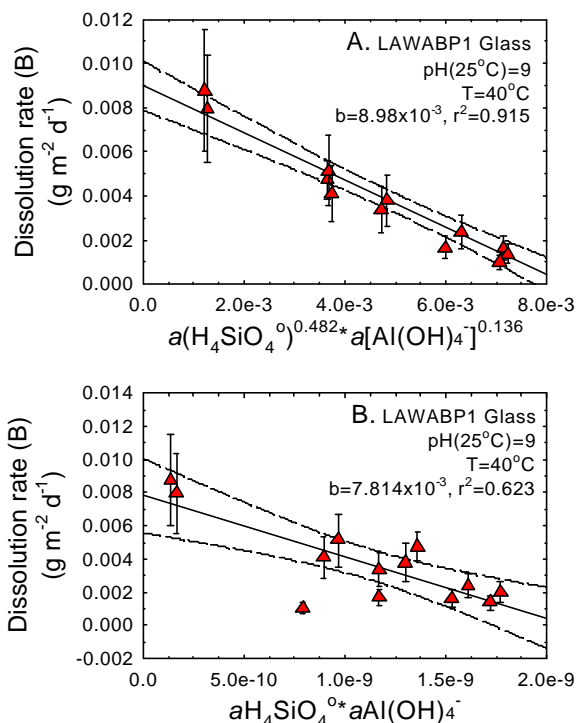 Dissolution rate (B)
(g m⁻² d⁻¹)
0.012
0.010
0.008
0.006
0.004
0.002
0.000
A. LAWABP1 Glass
pH(25°C)=9
T=40°C
b=8.98x10⁻³, r²=0.915
0.0 2.0e-3 4.0e-3 6.0e-3 8.0e-3
a(H₄SiO₄°)^0.482*a[Al(OH)₄⁻]^0.136
Dissolution rate (B)
(g m⁻² d⁻¹)
0.014
0.012
0.010
0.008
0.006
0.004
0.002
0.000
-0.002
B. LAWABP1 Glass
pH(25°C)=9
T=40°C
b=7.814x10⁻³, r²=0.623
0.0 5.0e-10 1.0e-9 1.5e-9 2.0e-9
aH₄SiO₄°*aAl(OH)₄⁻